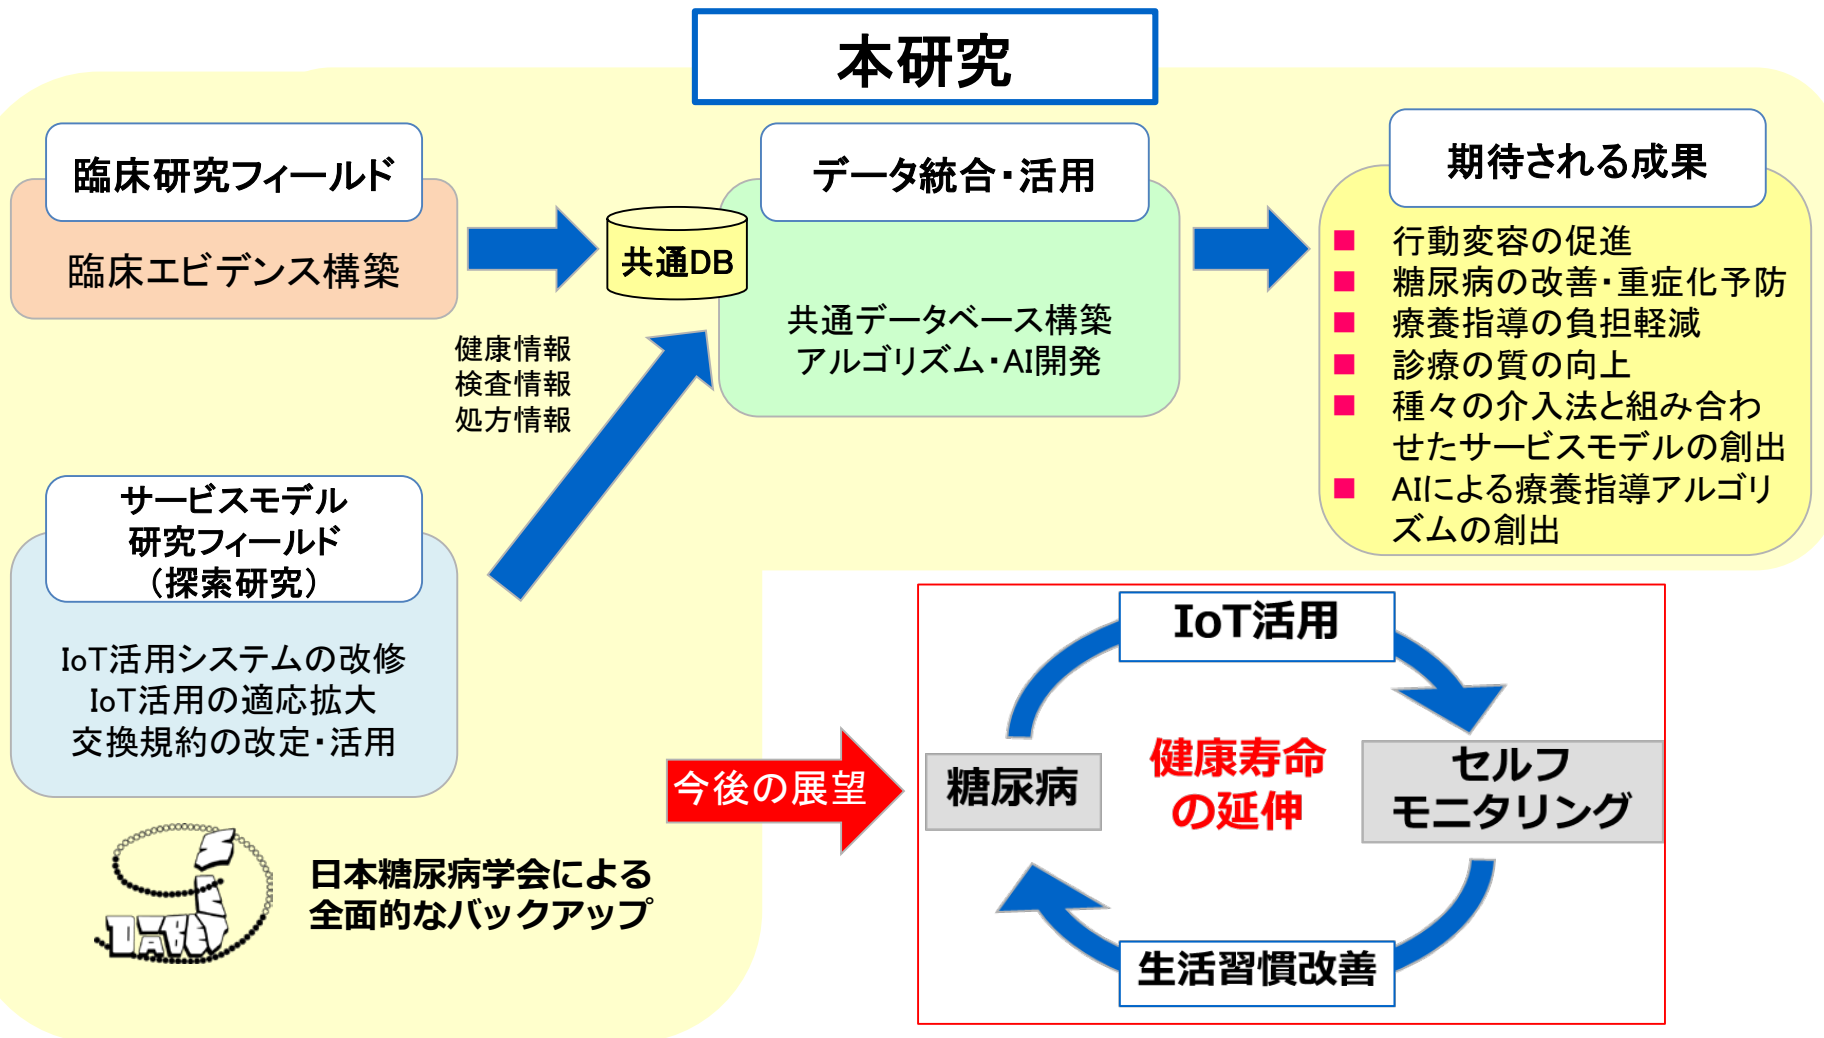 本研究
臨床研究フィールド
臨床エビデンス構築
共通DB
データ統合・活用
共通データベース構築
アルゴリズム・AI開発
期待される成果
行動変容の促進
糖尿病の改善・重症化予防
療養指導の負担軽減
診療の質の向上
種々の介入法と組み合わ
せたサービスモデルの創出
AIによる療養指導アルゴリ
ズムの創出
健康情報
検査情報
処方情報
サービスモデル
研究フィールド
（探索研究）
IoT活用システムの改修
IoT活用の適応拡大
交換規約の改定・活用
日本糖尿病学会による
全面的なバックアップ
今後の展望
IoT活用
糖尿病
健康寿命
の延伸
セルフ
モニタリング
生活習慣改善